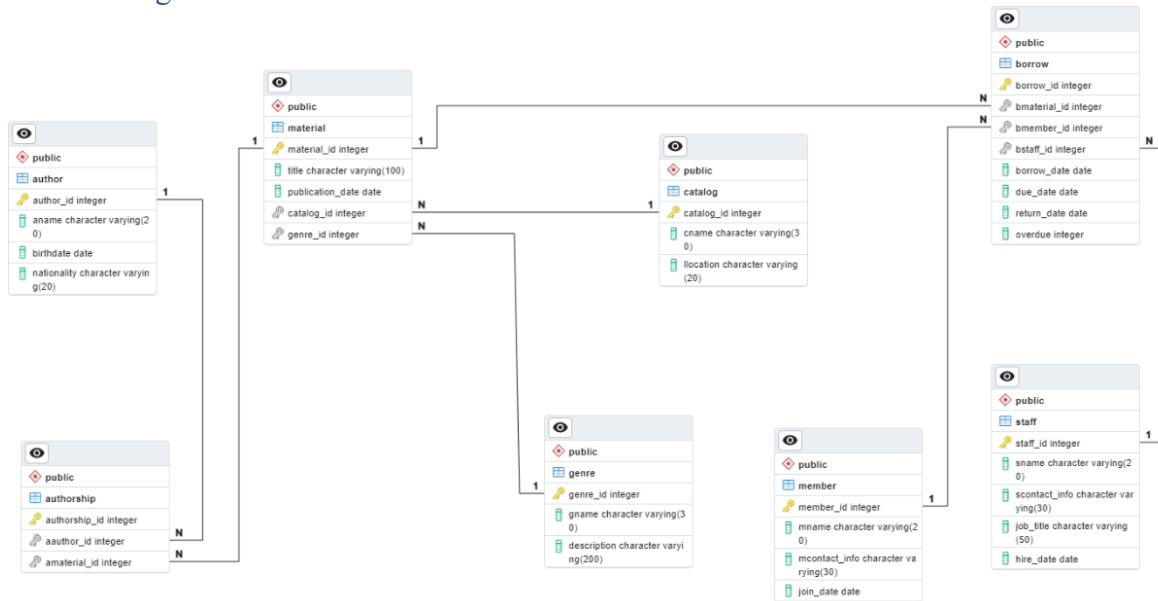 public
borrow
borrow_id integer
bmaterial_id integer
bmember_id integer
bstaff_id integer
borrow_date date
due_date date
return_date date
overdue integer
N
N
N
public
material
material_id integer
title character varying(100)
publication_date date
catalog_id integer
genre_id integer
1
1
N
N
public
author
author_id integer
aname character varying(2
0)
birthdate date
nationality character varyin
g(20)
1
public
catalog
catalog_id integer
cname character varying(3
0)
llocation character varying
(20)
1
public
authorship
authorship_id integer
aauthor_id integer
amaterial_id integer
N
N
public
genre
genre_id integer
gname character varying(3
0)
description character varyi
ng(200)
1
public
member
member_id integer
mname character varying(2
0)
mcontact_info character va
rying(30)
join_date date
1
public
staff
staff_id integer
sname character varying(2
0)
scontact_info character var
ying(30)
job_title character varying
(50)
hire_date date
1